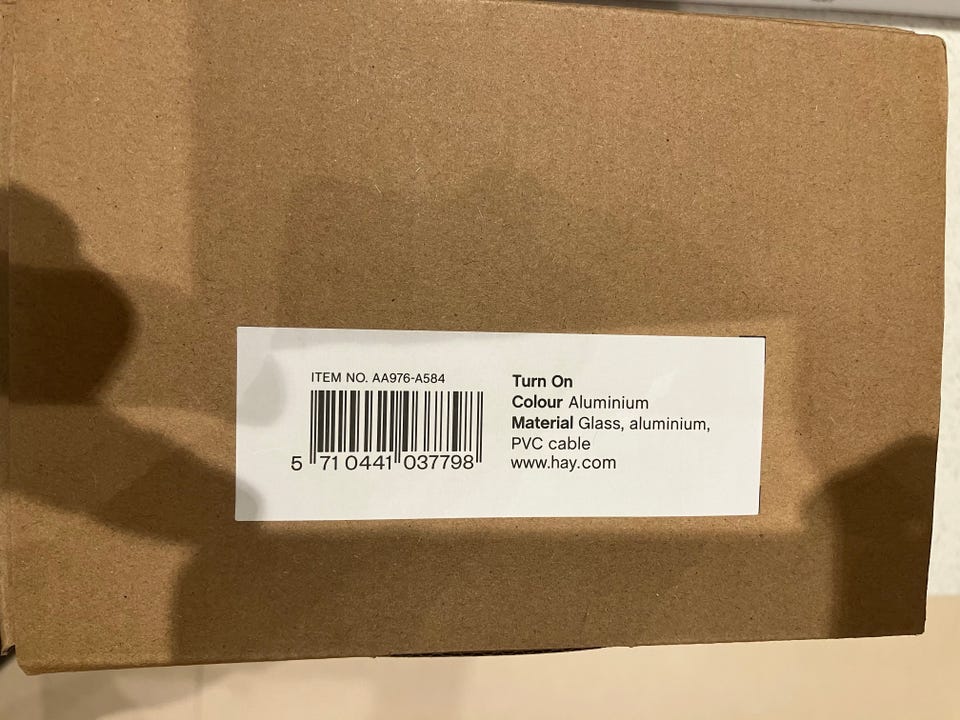 ITEM NO. AA976-A584
5 710441 037798
Turn On
Colour Aluminium
Material Glass, aluminium,
PVC cable
www.hay.com